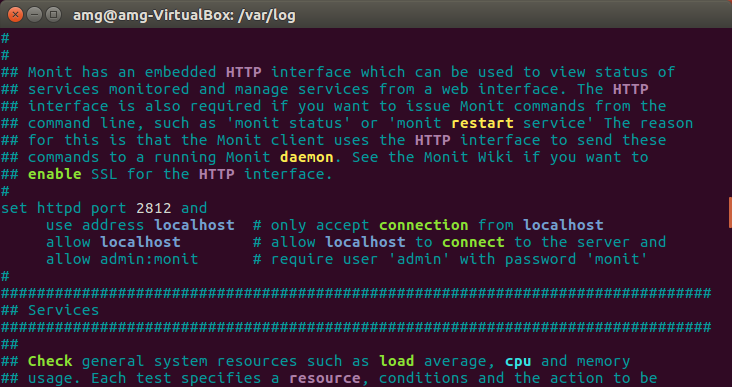 amg@amg-VirtualBox: /var/log
#
#
## Monit has an embedded HTTP interface which can be used to view status of
## services monitored and manage services from a web interface. The HTTP
## interface is also required if you want to issue Monit commands from the
## command line, such as 'monit status' or 'monit restart service' The reason
## for this is that the Monit client uses the HTTP interface to send these
## commands to a running Monit daemon. See the Monit Wiki if you want to
## enable SSL for the HTTP interface.
#
set httpd port 2812 and
     use address localhost  # only accept connection from localhost
     allow localhost        # allow localhost to connect to the server and
     allow admin:monit      # require user 'admin' with password 'monit'
#
###############################################################################
## Services
###############################################################################
##
## Check general system resources such as load average, cpu and memory
## usage. Each test specifies a resource, conditions and the action to be